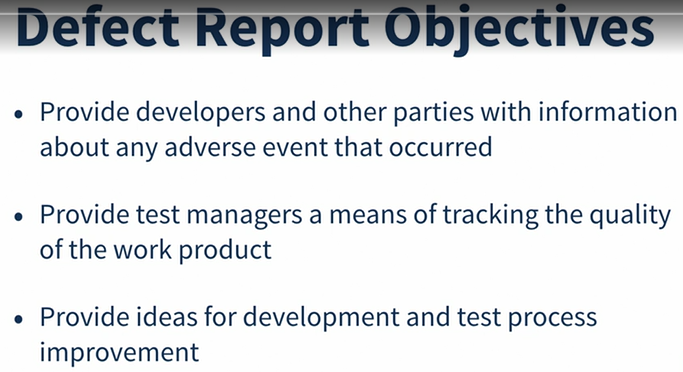 Defect Report Objectives
• Provide developers and other parties with information
about any adverse event that occurred
• Provide test managers a means of tracking the quality
of the work product
• Provide ideas for development and test process
improvement